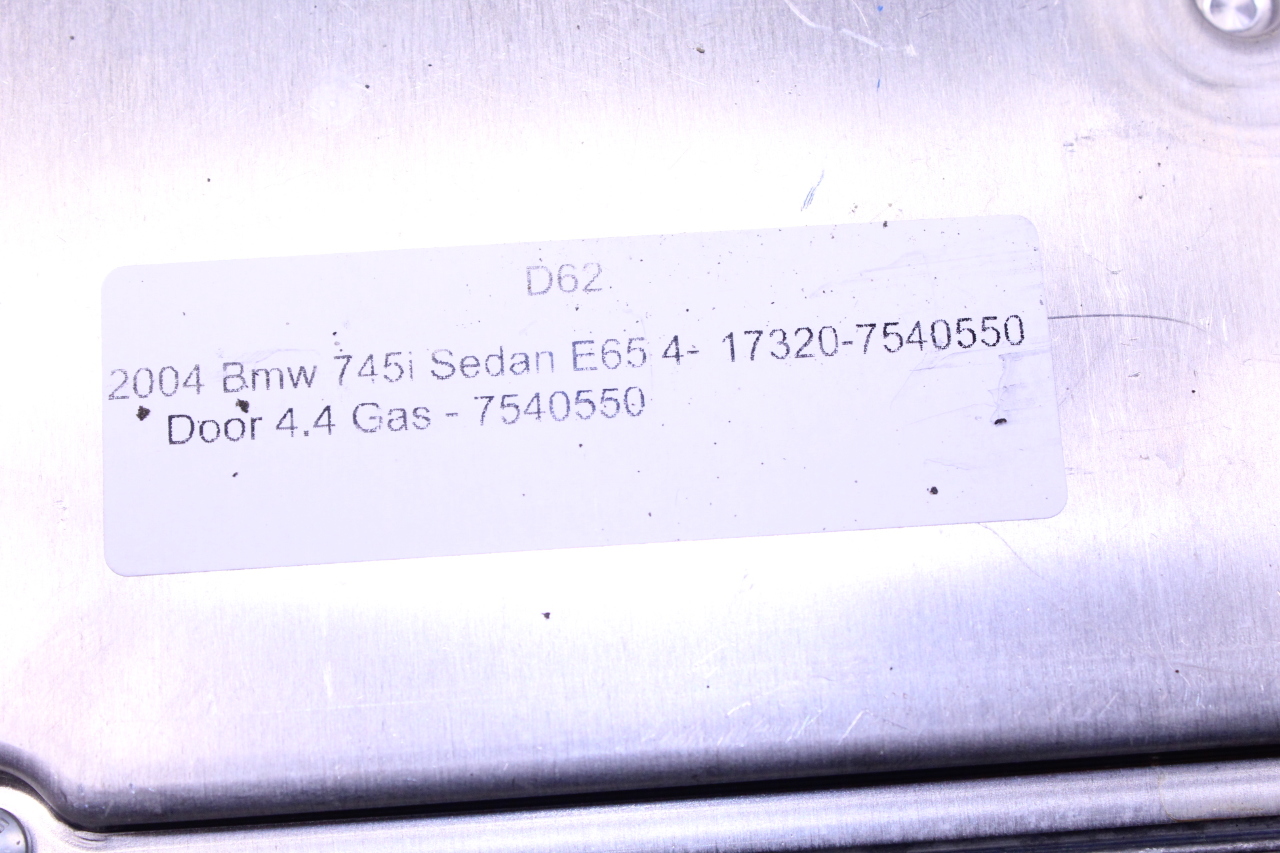 D62
2004 Bmw 745i Sedan E65 4- 17320-7540550
Door 4.4 Gas - 7540550